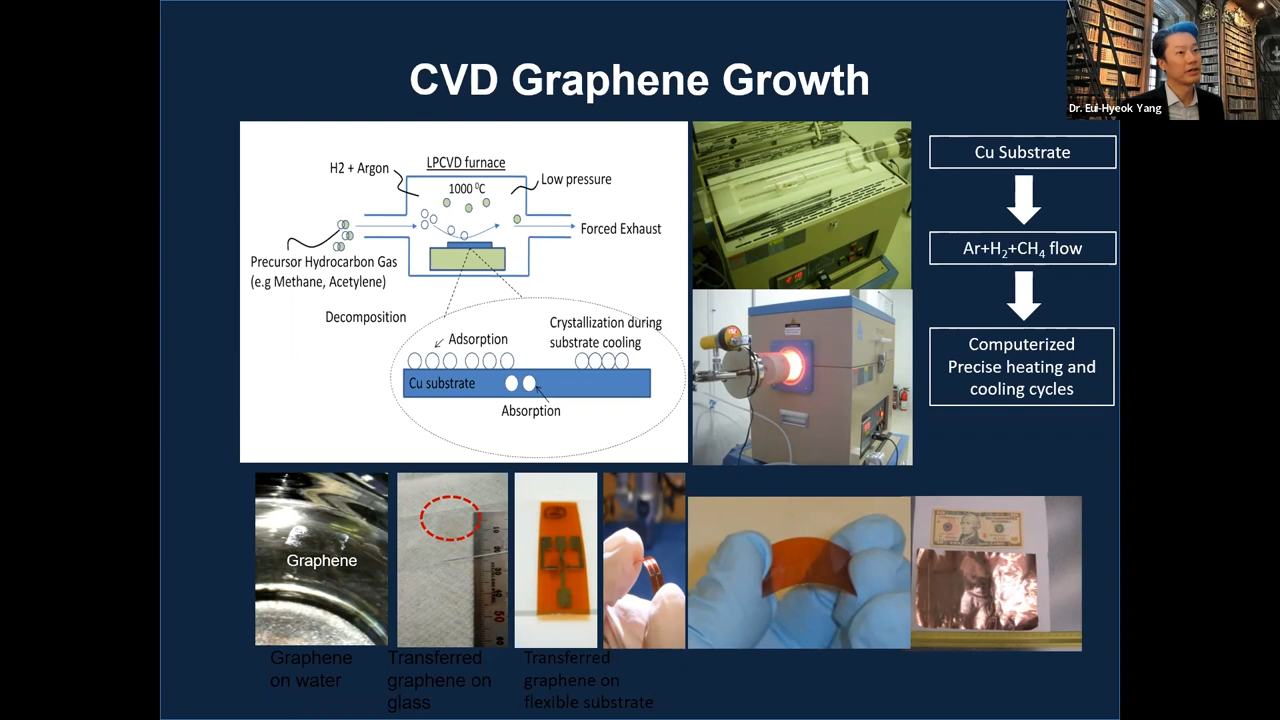 CVD Graphene Growth
Dr. Eui-Hyeok Yang
H2 + Argon
LPCVD furnace
1000 ⁰C
Low pressure
Forced Exhaust
Precursor Hydrocarbon Gas
(e.g Methane, Acetylene)
Decomposition
Adsorption
Crystallization during
substrate cooling
Cu substrate
Absorption
Cu Substrate
Ar+H₂+CH₄ flow
Computerized
Precise heating and
cooling cycles
Graphene
Graphene
on water
Transferred
graphene on
glass
Transferred
graphene on
flexible substrate